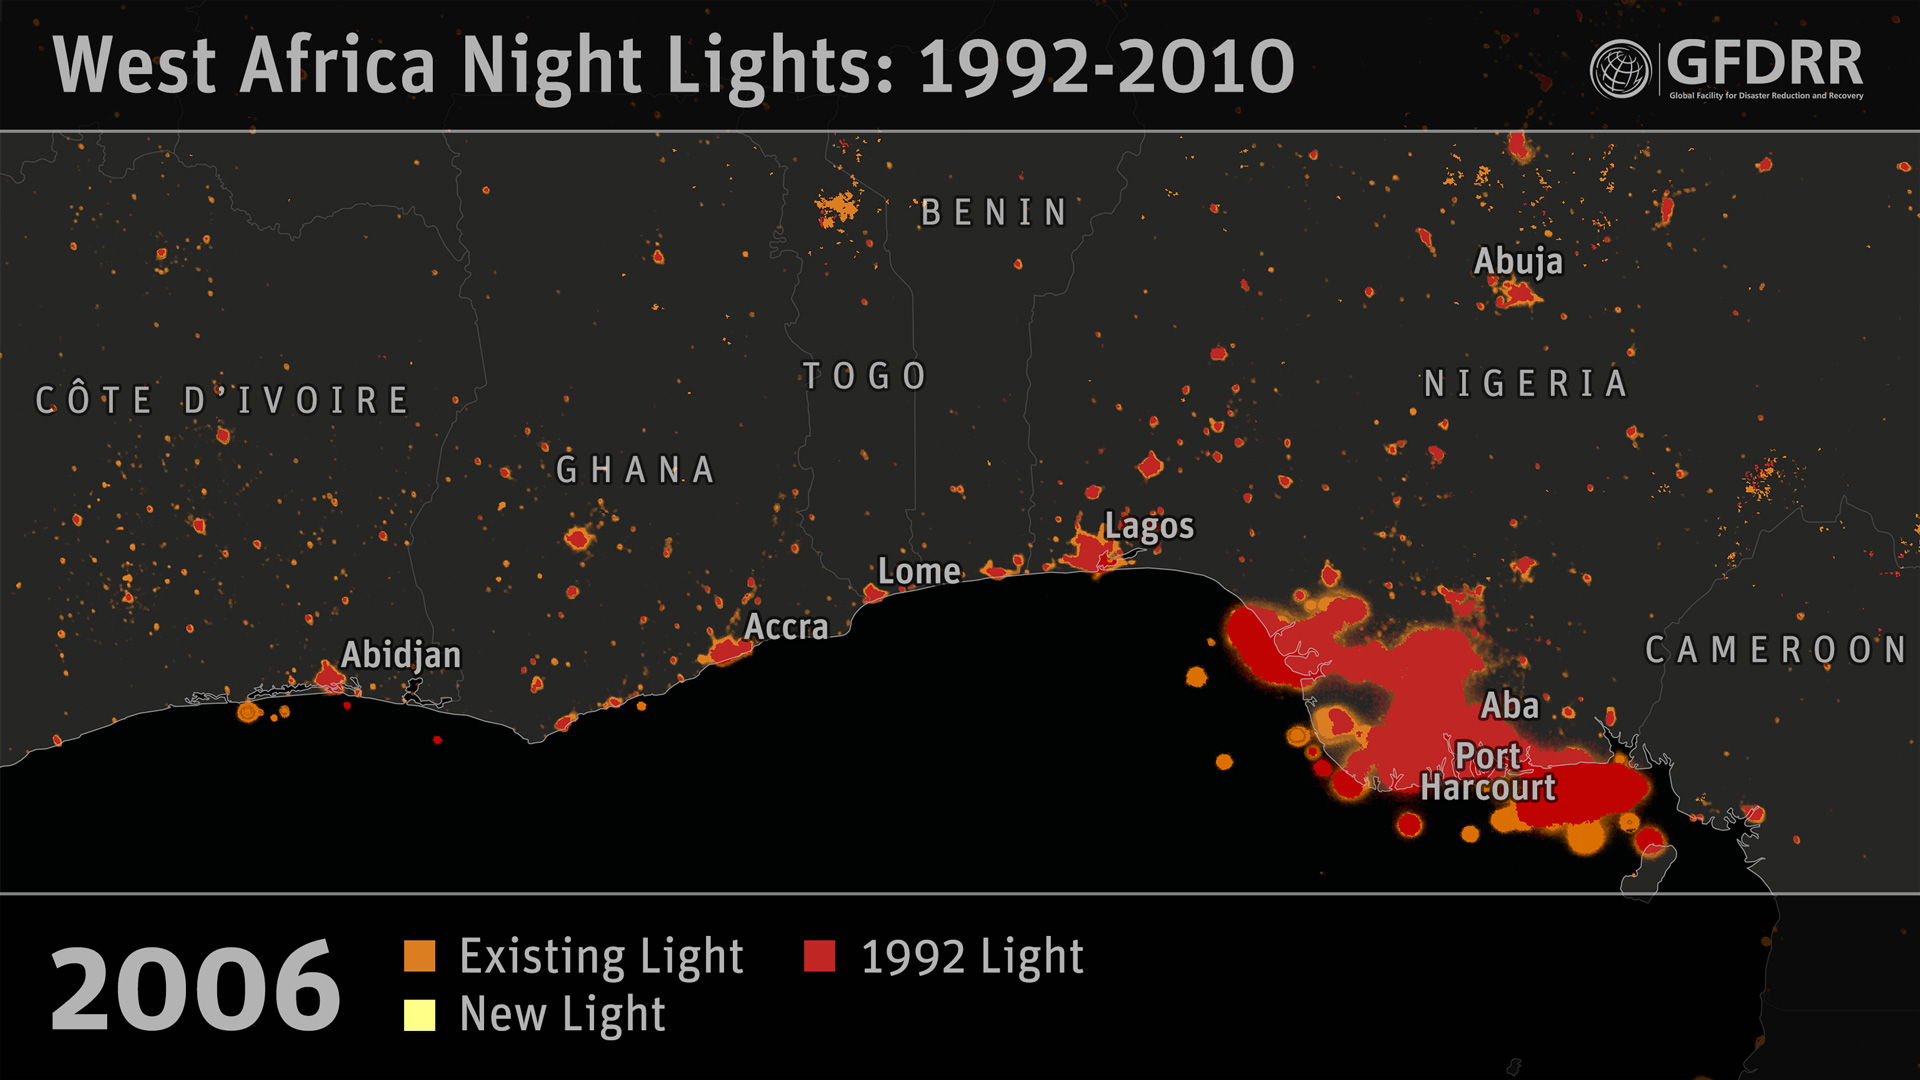 West Africa Night Lights: 1992-2010
GFDRR
Global Facility for Disaster Reduction and Recovery
BENIN
Abuja
TOGO
NIGERIA
CÔTE D'IVOIRE
GHANA
Lagos
Lome
Accra
Abidjan
CAMEROON
Aba
Port
Harcourt
2006
Existing Light
1992 Light
New Light